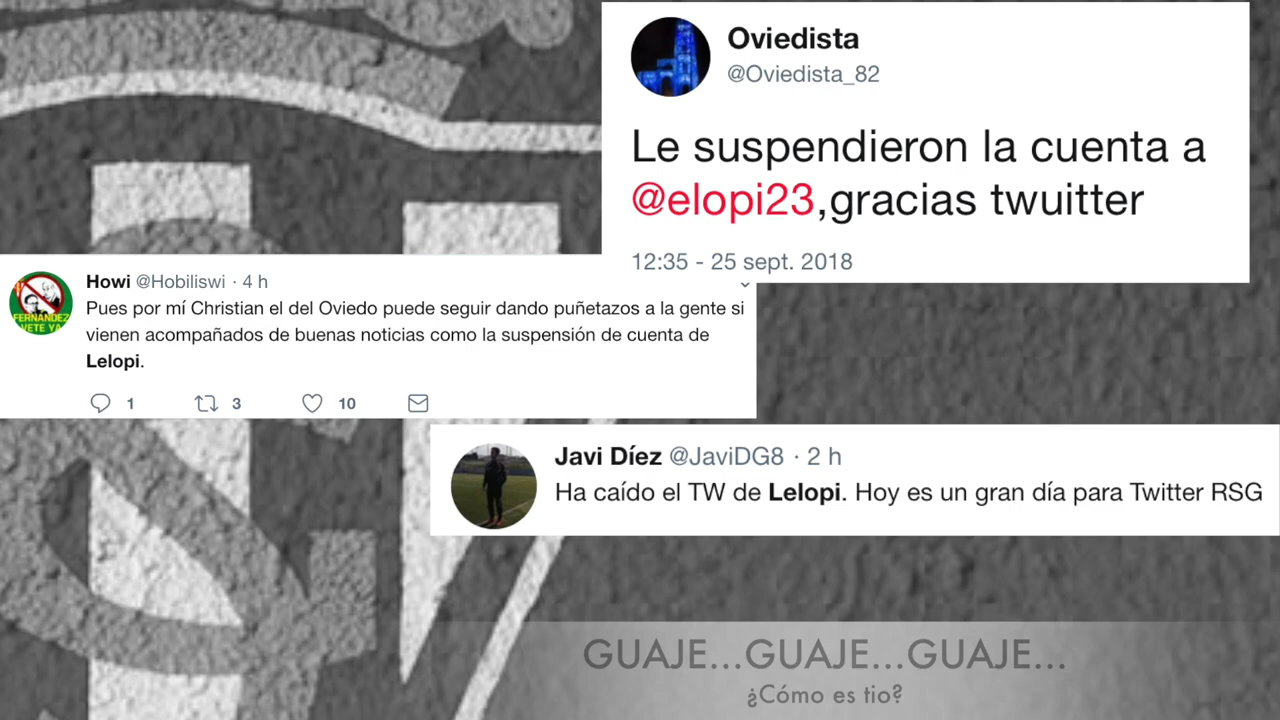 Oviedista
@Oviedista_82
Le suspendieron la cuenta a
@elopi23,gracias twuitter
12:35 - 25 sept. 2018
Howi @Hobiliswi · 4 h
Pues por mí Christian el del Oviedo puede seguir dando puñetazos a la gente si
vienen acompañados de buenas noticias como la suspensión de cuenta de
Lelopi.
1 3 10
FERNANDEZ
VETE YA
Javi Díez @JaviDG8 · 2 h
Ha caído el TW de Lelopi. Hoy es un gran día para Twitter RSG
GUAJE...GUAJE...GUAJE...
¿Cómo es tio?